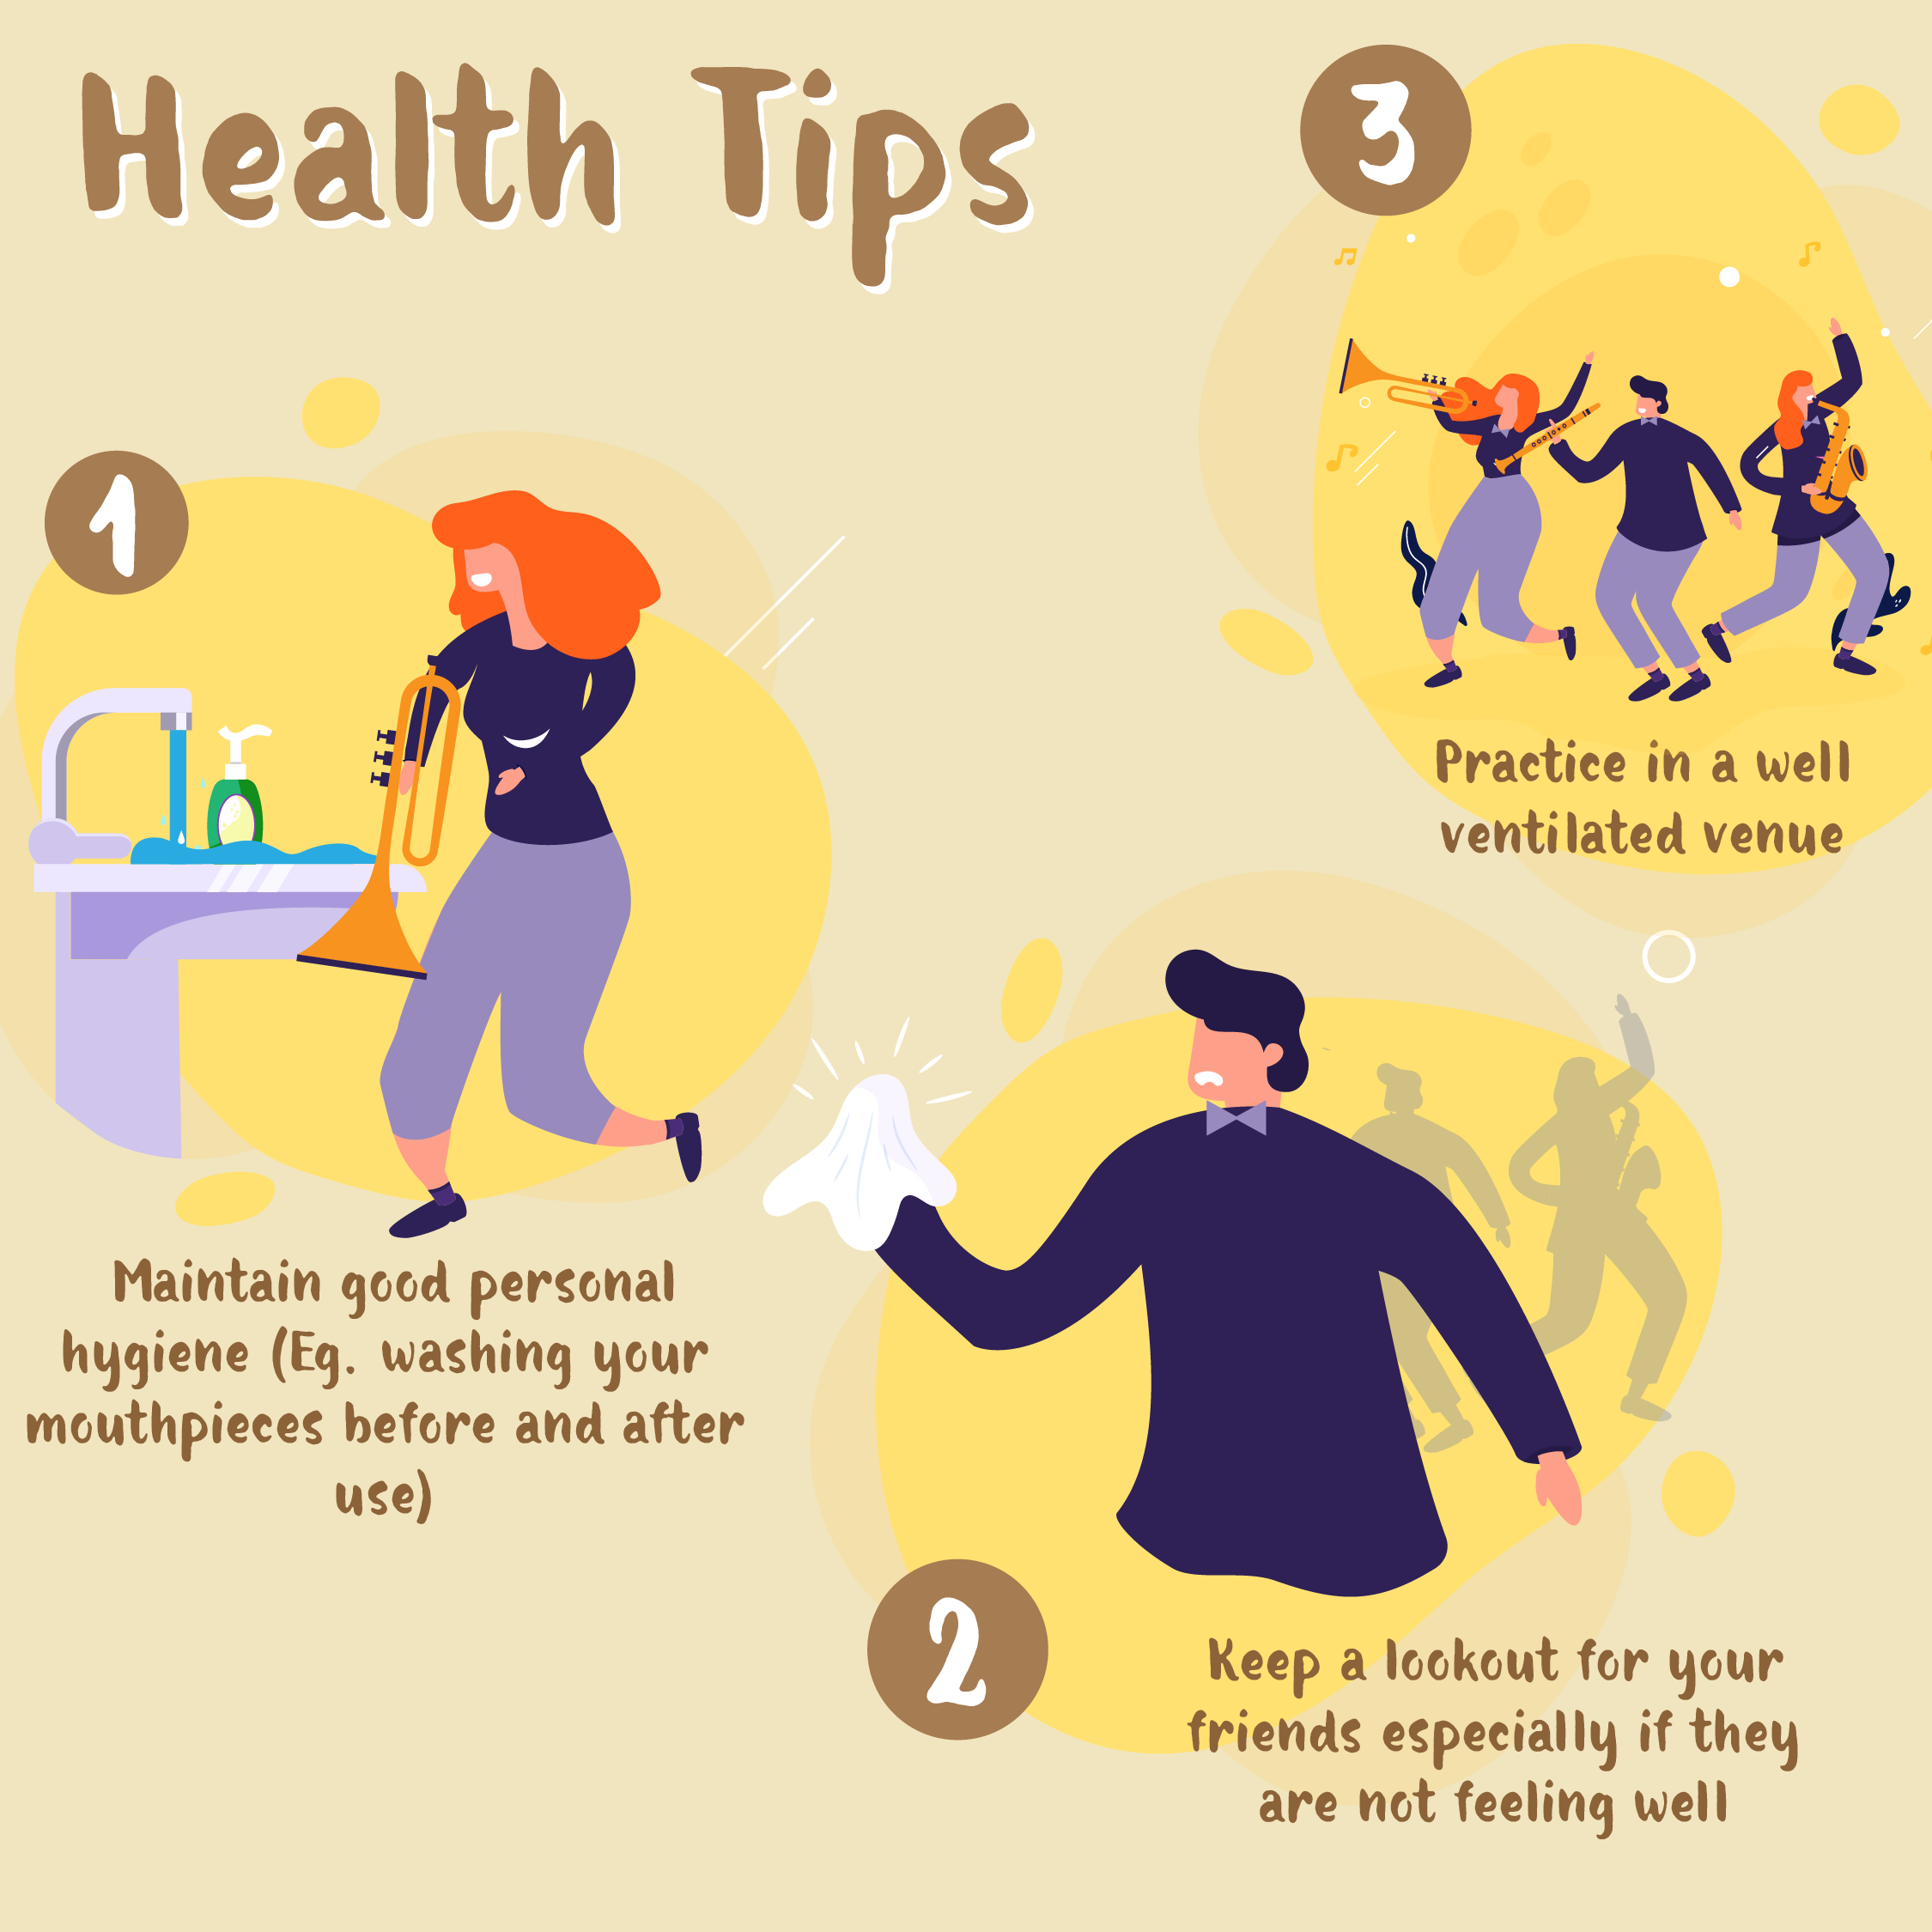 Health Tips
1
Maintain good personal
hygiene (Eg. washing your
mouthpieces before and after
use)
2
Keep a lookout for your
friends especially if they
are not feeling well
3
Practice in a well
ventilated venue